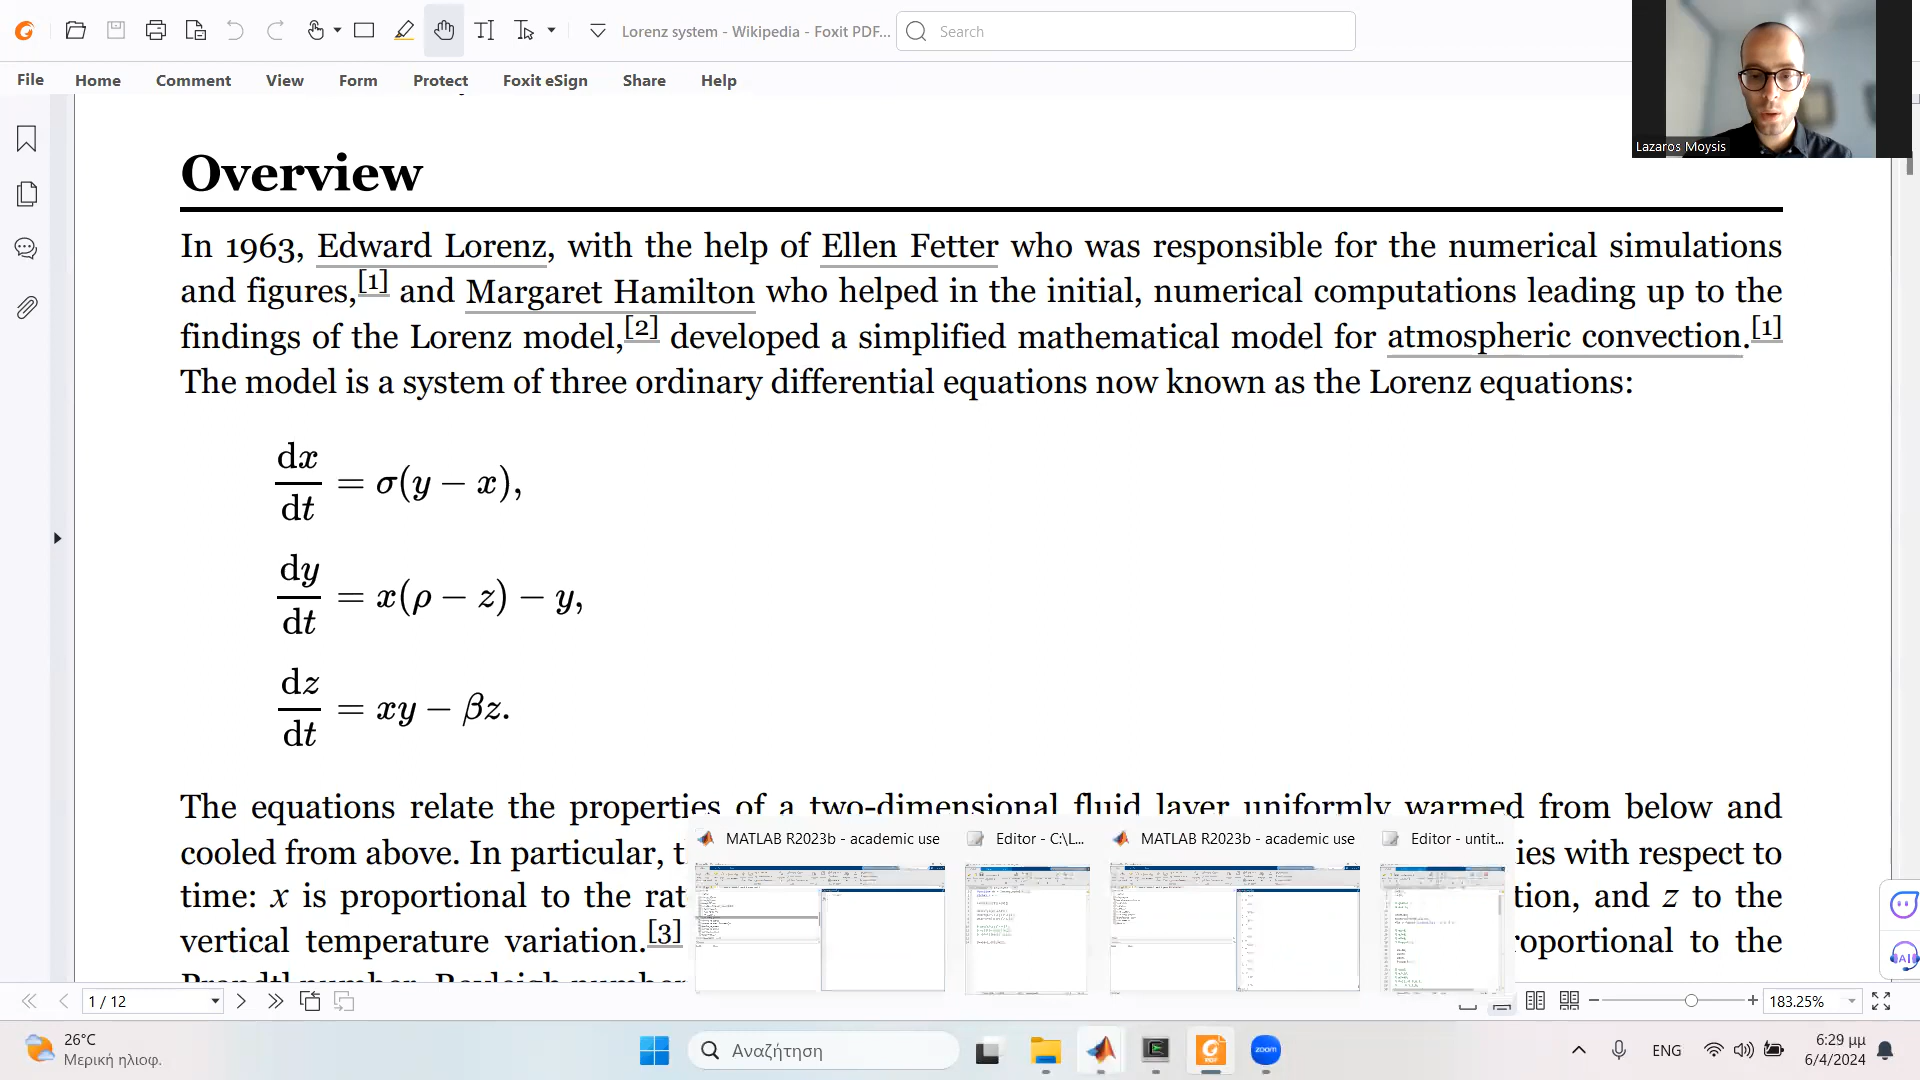 Lorenz system - Wikipedia - Foxit PDF...
Search
File
Home
Comment
View
Form
Protect
Foxit eSign
Share
Help
Lazaros Moysis
Overview
In 1963, Edward Lorenz, with the help of Ellen Fetter who was responsible for the numerical simulations
and figures,[1] and Margaret Hamilton who helped in the initial, numerical computations leading up to the
findings of the Lorenz model,[2] developed a simplified mathematical model for atmospheric convection.[1]
The model is a system of three ordinary differential equations now known as the Lorenz equations:
dx/dt = σ(y − x),
dy/dt = x(ρ − z) − y,
dz/dt = xy − βz.
The equations relate the properties of a two-dimensional fluid layer uniformly warmed from below and
cooled from above. In particular, t ies with respect to
time: x is proportional to the rat tion, and z to the
vertical temperature variation.[3] roportional to the
MATLAB R2023b - academic use
Editor - C:\L...
MATLAB R2023b - academic use
Editor - untit...
1 / 12
183.25%
26°C
Μερική ηλιοφ.
Αναζήτηση
zoom
ENG
6:29 μμ
6/4/2024